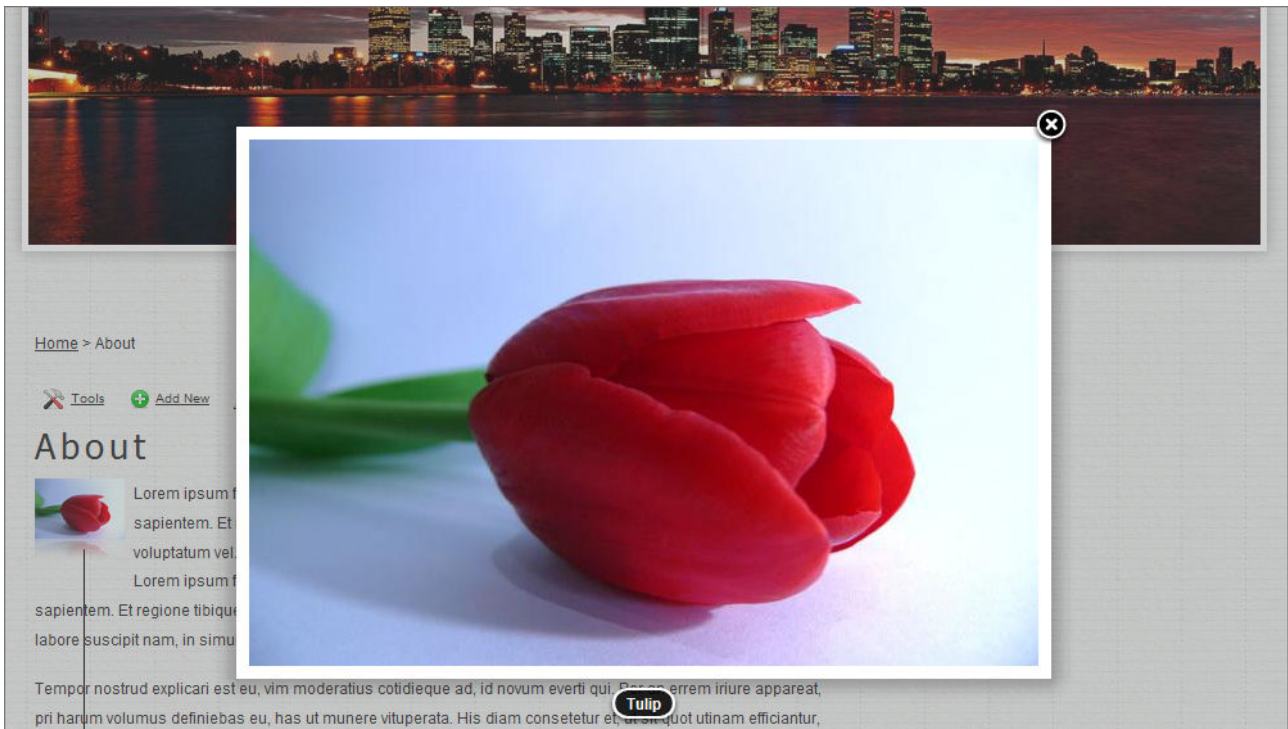 Home > About
Tools Add New
About
Lorem ipsum
sapientem. Et
voluptatum vel.
Lorem ipsum
sapientem. Et regione tibique
labore suscipit nam, in simu
Tempor nostrud explicari est eu, vim moderatius cotidieque ad, id novum everti qui. errem iriure appareat,
pri harum volumus definiebas eu, has ut munere vituperata. His diam consetetur et, ut sit quot utinam efficiantur,
Tulip